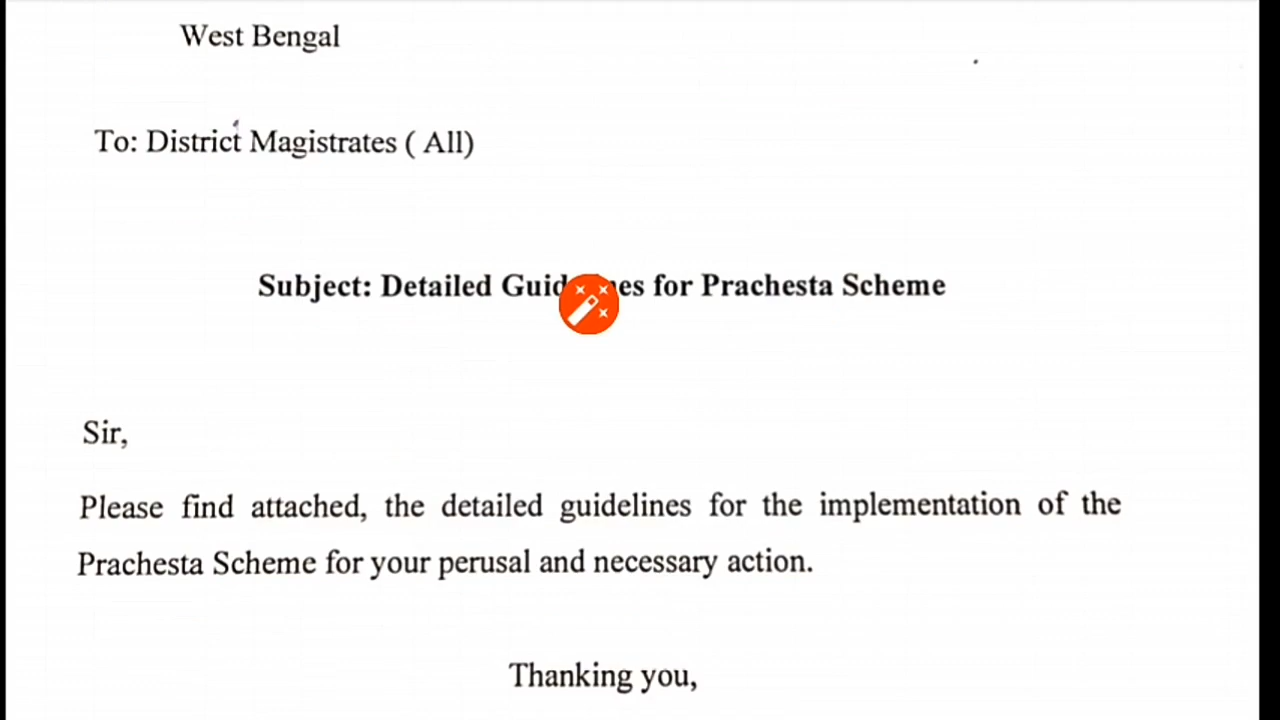 West Bengal
To: District Magistrates ( All)
Subject: Detailed Guidelines for Prachesta Scheme
Sir,
Please find attached, the detailed guidelines for the implementation of the
Prachesta Scheme for your perusal and necessary action.
Thanking you,